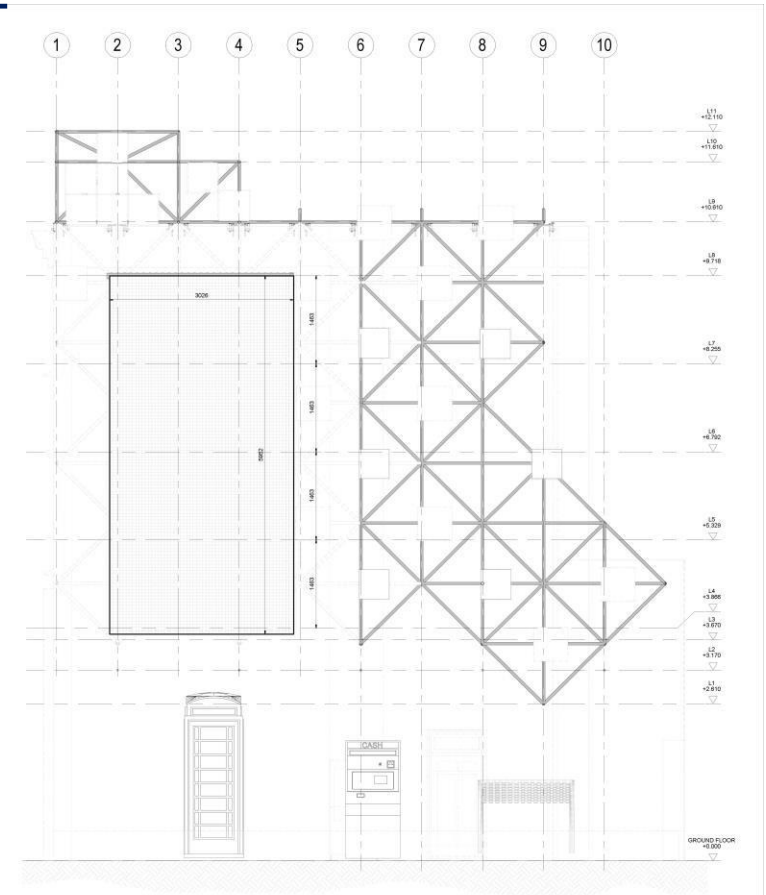 1
2
3
4
5
6
7
8
9
10
L11
+12.110
L10
+11.610
L9
+10.610
L8
+9.718
3026
1463
L7
+8.255
1463
L6
+6.792
5952
1463
L5
+5.329
1463
L4
+3.866
L3
+3.670
L2
+3.170
L1
+2.610
CASH
GROUND FLOOR
+0.000